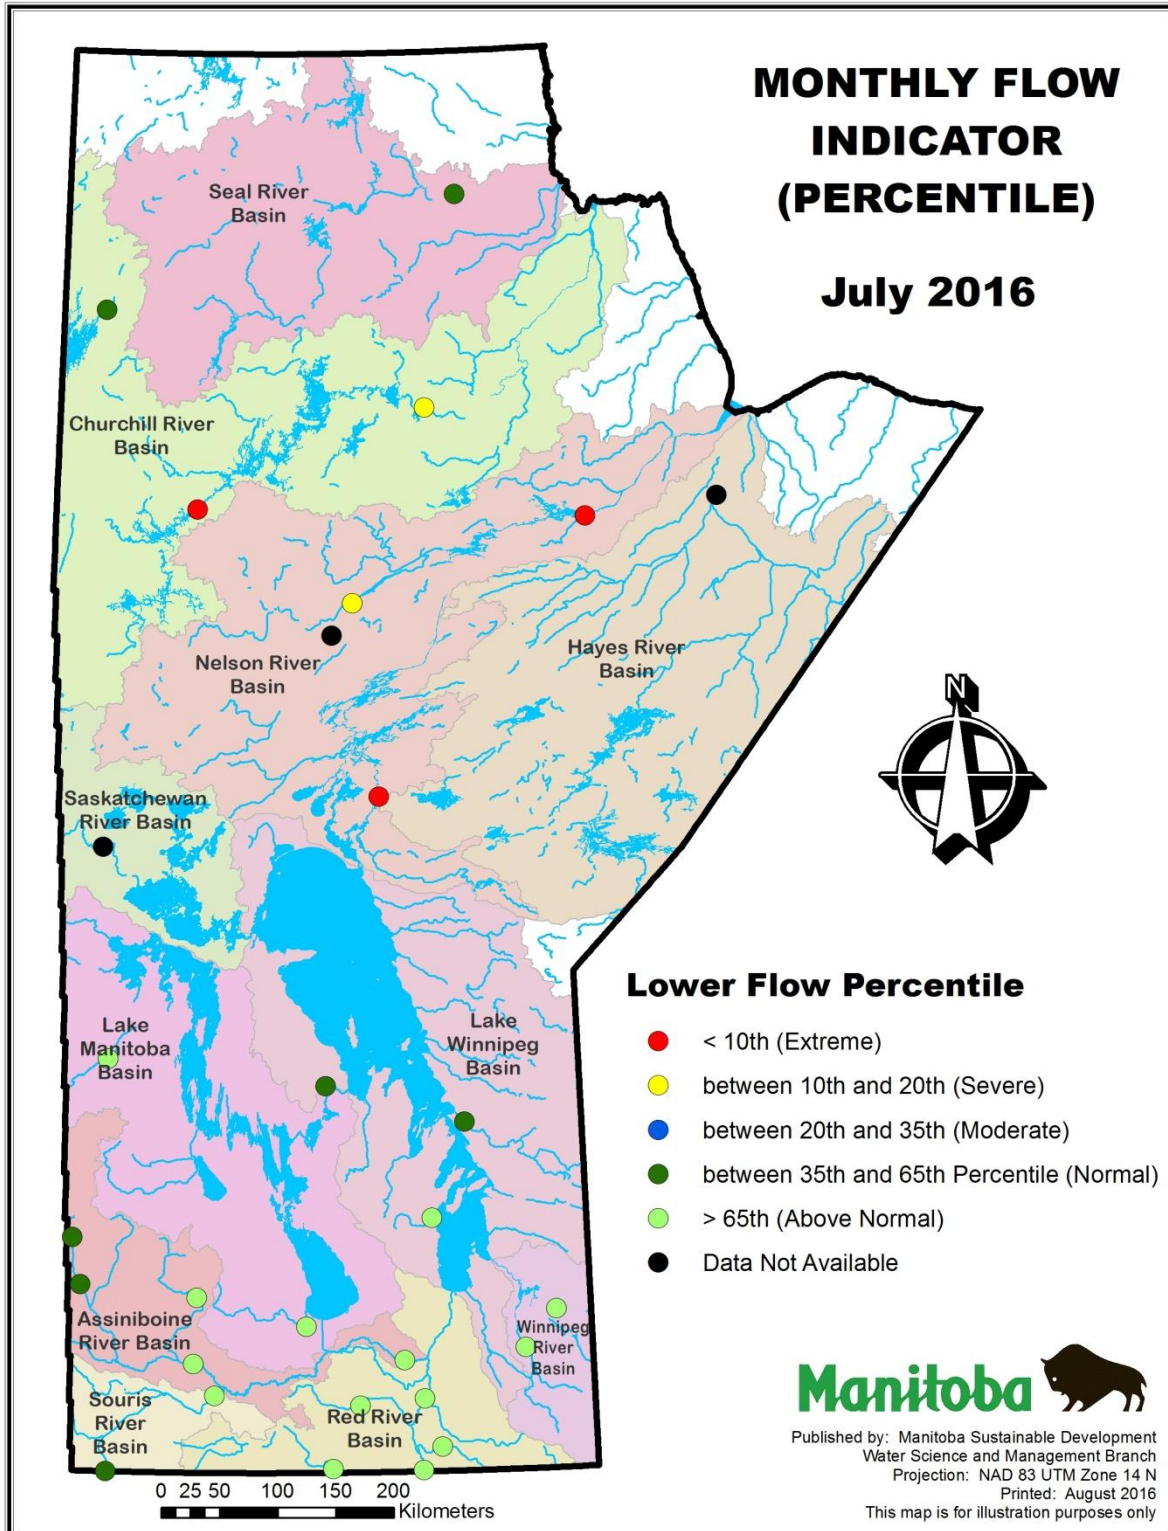 MONTHLY FLOW
INDICATOR
(PERCENTILE)
July 2016
Seal River
Basin
Churchill River
Basin
Nelson River
Basin
Hayes River
Basin
N
Saskatchewan
River Basin
Lake
Manitoba
Basin
Lake
Winnipeg
Basin
Assiniboine
River Basin
Winnipeg
River
Basin
Souris
River
Basin
Red River
Basin
Lower Flow Percentile
< 10th (Extreme)
between 10th and 20th (Severe)
between 20th and 35th (Moderate)
between 35th and 65th Percentile (Normal)
> 65th (Above Normal)
Data Not Available
0 25 50 100 150 200
Kilometers
Manitoba
Published by: Manitoba Sustainable Development
Water Science and Management Branch
Projection: NAD 83 UTM Zone 14 N
Printed: August 2016
This map is for illustration purposes only